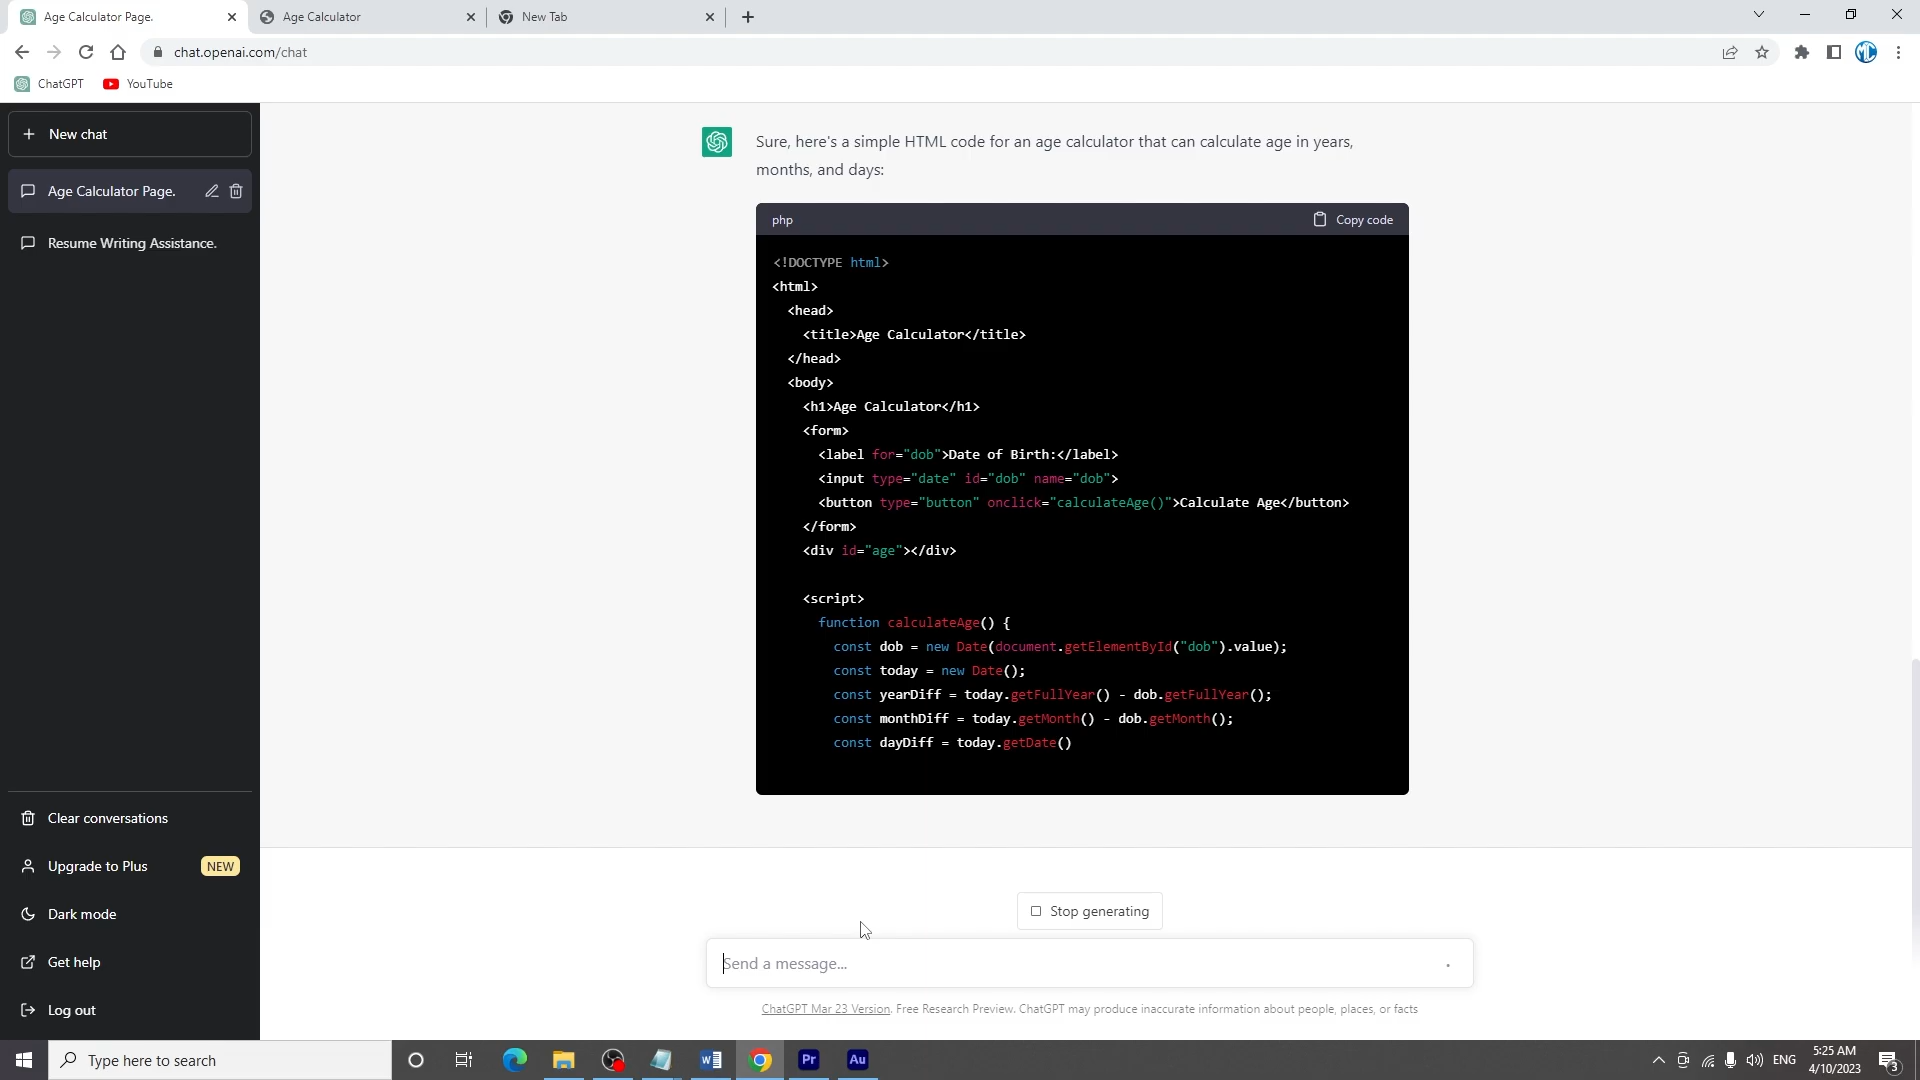 Age Calculator Page.
Age Calculator
New Tab
chat.openai.com/chat
MC
ChatGPT
YouTube
New chat
Age Calculator Page.
Resume Writing Assistance.
Clear conversations
Upgrade to Plus
NEW
Dark mode
Get help
Log out
Sure, here's a simple HTML code for an age calculator that can calculate age in years,
months, and days:
php
Copy code
<!DOCTYPE html>
<html>
<head>
<title>Age Calculator</title>
</head>
<body>
<h1>Age Calculator</h1>
<form>
<label for="dob">Date of Birth:</label>
<input type="date" id="dob" name="dob">
<button type="button" onclick="calculateAge()">Calculate Age</button>
</form>
<div id="age"></div>
<script>
function calculateAge() {
const dob = new Date(document.getElementById("dob").value);
const today = new Date();
const yearDiff = today.getFullYear() - dob.getFullYear();
const monthDiff = today.getMonth() - dob.getMonth();
const dayDiff = today.getDate()
Stop generating
Send a message...
ChatGPT Mar 23 Version. Free Research Preview. ChatGPT may produce inaccurate information about people, places, or facts
Type here to search
Pr
Au
ENG
5:25 AM
4/10/2023
3